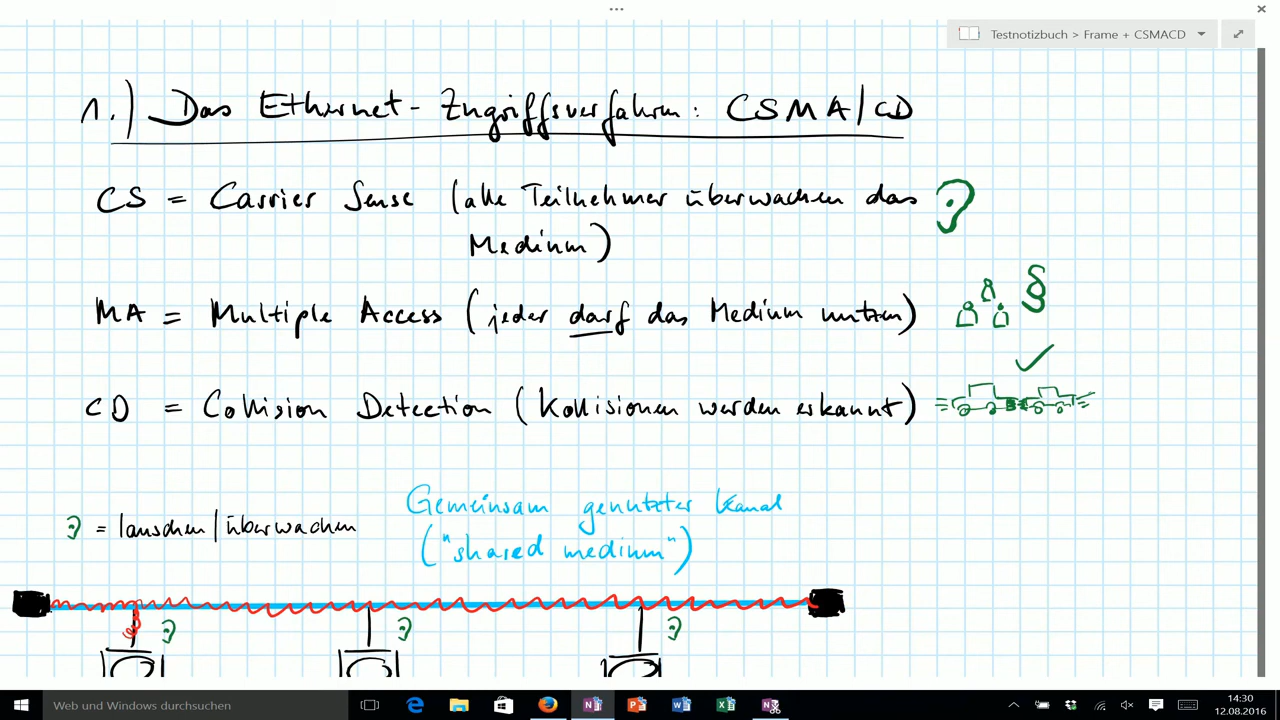 Testnotizbuch > Frame + CSMACD
1.) Das Ethernet-Zugriffsverfahren: CSMA/CD
CS = Carrier Sense (alle Teilnehmer überwachen das
Medium)
MA = Multiple Access (jeder darf das Medium nutzen)
§
CD = Collision Detection (Kollisionen werden erkannt)
Gemeinsam genutzter Kanal
= lauschen/überwachen
("shared medium")
Web und Windows durchsuchen
14:30
12.08.2016